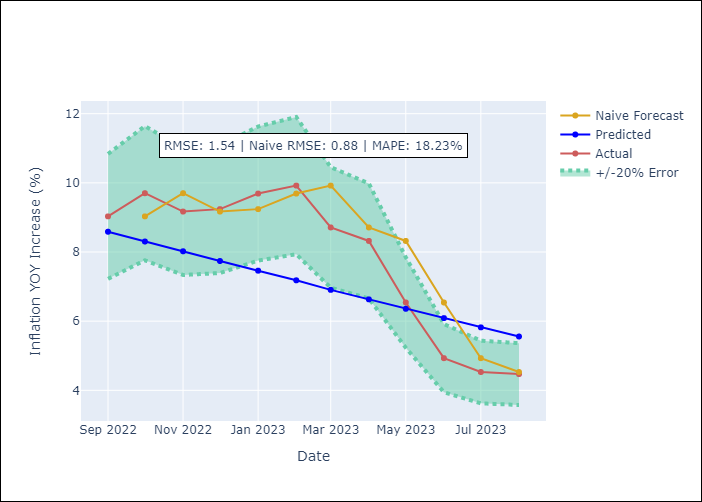 RMSE: 1.54 | Naive RMSE: 0.88 | MAPE: 18.23%
Naive Forecast
Predicted
Actual
+/-20% Error
Inflation YOY Increase (%)
12
10
8
6
4
Sep 2022
Nov 2022
Jan 2023
Mar 2023
May 2023
Jul 2023
Date